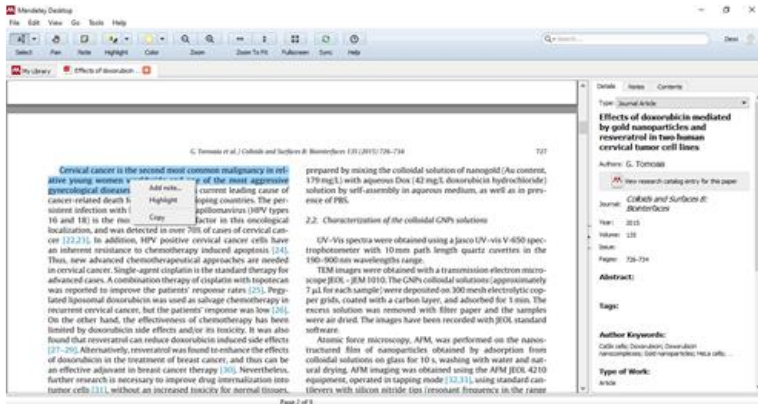 Mendeley Desktop
File Edit View Go Tools Help
Select Pan Note Highlight Color Zoom Zoom To Fit Fullscreen Sync Help
Search...
My Library Effects of doxorubicin ...
G. Tomoaia et al. / Colloids and Surfaces B: Biointerfaces 135 (2015) 726–734 727
Cervical cancer is the second most common malignancy in rel-
ative young women worldwide and one of the most aggressive
gynecological diseases current leading cause of
cancer-related death oping countries. The per-
sistent infection with apillomavirus (HPV types
16 and 18) is the mo factor in this oncological
localization, and was detected in over 70% of cases of cervical can-
cer [22,23]. In addition, HPV positive cervical cancer cells have
an inherent resistance to chemotherapy induced apoptosis [24].
Thus, new advanced chemotherapeutical approaches are needed
in cervical cancer. Single-agent cisplatin is the standard therapy for
advanced cases. A combination therapy of cisplatin with topotecan
was reported to improve the patients' response rates [25]. Pegy-
lated liposomal doxorubicin was used as salvage chemotherapy in
recurrent cervical cancer, but the patients' response was low [26].
On the other hand, the effectiveness of chemotherapy has been
limited by doxorubicin side effects and/or its toxicity. It was also
found that resveratrol can reduce doxorubicin induced side effects
[27–29]. Alternatively, resveratrol was found to enhance the effects
of doxorubicin in the treatment of breast cancer, and thus can be
an effective adjuvant in breast cancer therapy [30]. Nevertheless,
further research is necessary to improve drug internalization into
tumor cells [31], without an increased toxicity for normal tissues.
Add note...
Highlight
Copy
prepared by mixing the colloidal solution of nanogold (Au content,
179 mg/L) with aqueous Dox (42 mg/L doxorubicin hydrochloride)
solution by self-assembly in aqueous medium, as well as in pres-
ence of PBS.
2.2. Characterization of the colloidal GNPs solutions
UV–Vis spectra were obtained using a Jasco UV–vis V-650 spec-
trophotometer with 10 mm path length quartz cuvettes in the
190–900 nm wavelengths range.
TEM images were obtained with a transmission electron micro-
scope JEOL – JEM 1010. The GNPs colloidal solutions (approximately
7 μL for each sample) were deposited on 300 mesh electrolytic cop-
per grids, coated with a carbon layer, and adsorbed for 1 min. The
excess solution was removed with filter paper and the samples
were air dried. The images have been recorded with JEOL standard
software.
Atomic force microscopy, AFM, was performed on the nanos-
tructured film of nanoparticles obtained by adsorption from
colloidal solutions on glass for 10 s, washing with water and nat-
ural drying. AFM imaging was obtained using the AFM JEOL 4210
equipment, operated in tapping mode [32,33], using standard can-
tilevers with silicon nitride tips (resonant frequency in the range
Page 2 of 9
Details Notes Contents
Type: Journal Article
Effects of doxorubicin mediated
by gold nanoparticles and
resveratrol in two human
cervical tumor cell lines
Authors: G. Tomoaia
View research catalog entry for this paper
Journal: Colloids and Surfaces B:
Biointerfaces
Year: 2015
Volume: 135
Issue:
Pages: 726-734
Abstract:
Tags:
Author Keywords:
CaSki cells; Doxorubicin; Doxorubicin
nanocomplexes; Gold nanoparticles; HeLa cells; ...
Type of Work:
Article